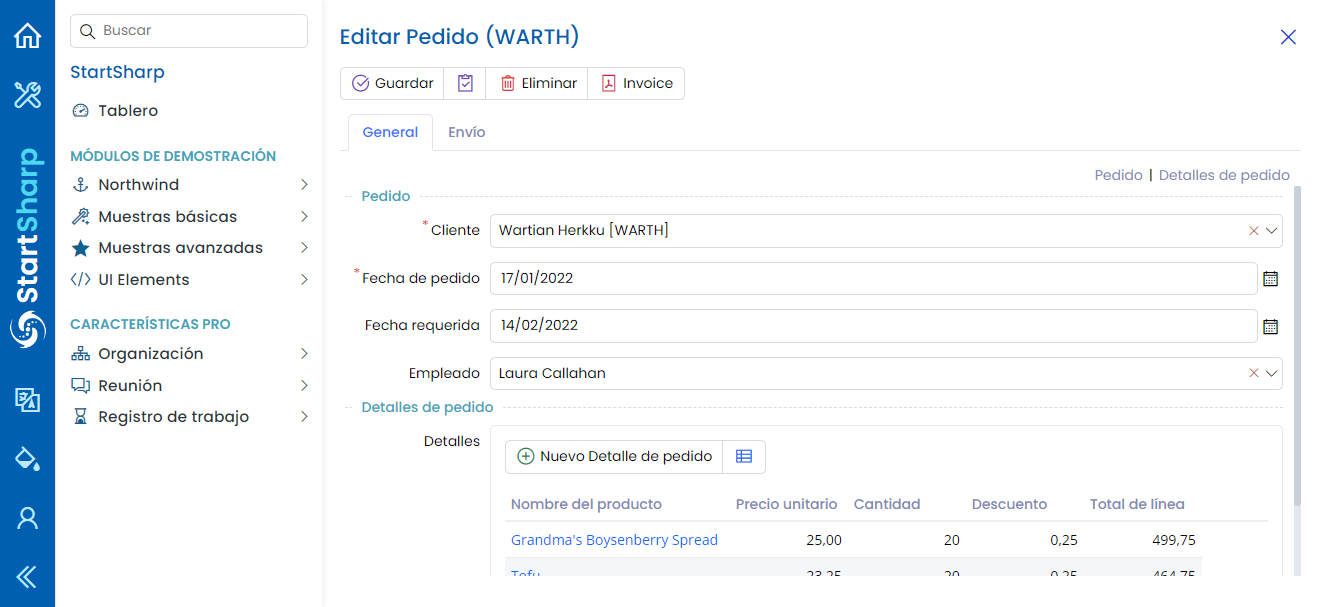 StartSharp
Buscar
StartSharp
Tablero
MÓDULOS DE DEMOSTRACIÓN
Northwind
Muestras básicas
Muestras avanzadas
UI Elements
CARACTERÍSTICAS PRO
Organización
Reunión
Registro de trabajo
Editar Pedido (WARTH)
Guardar Eliminar Invoice
General Envío
Pedido | Detalles de pedido
Pedido
* Cliente Wartian Herkku [WARTH]
* Fecha de pedido 17/01/2022
Fecha requerida 14/02/2022
Empleado Laura Callahan
Detalles de pedido
Detalles
Nuevo Detalle de pedido
Nombre del producto Precio unitario Cantidad Descuento Total de línea
Grandma's Boysenberry Spread 25,00 20 0,25 499,75
Tofu 23,25 20 0,25 464,75